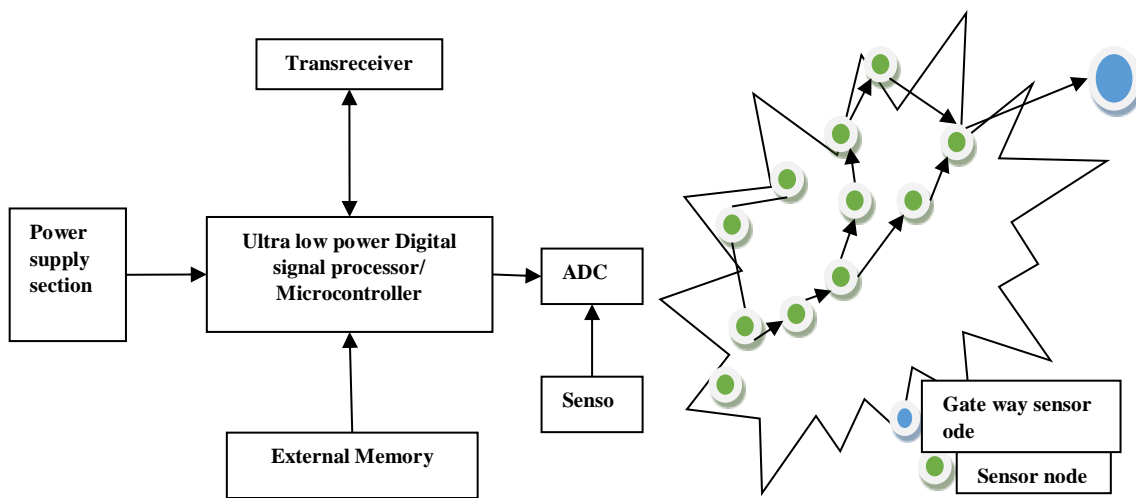 Transreceiver
Power
supply
section
Ultra low power Digital
signal processor/
Microcontroller
ADC
Senso
External Memory
Gate way sensor
ode
Sensor node